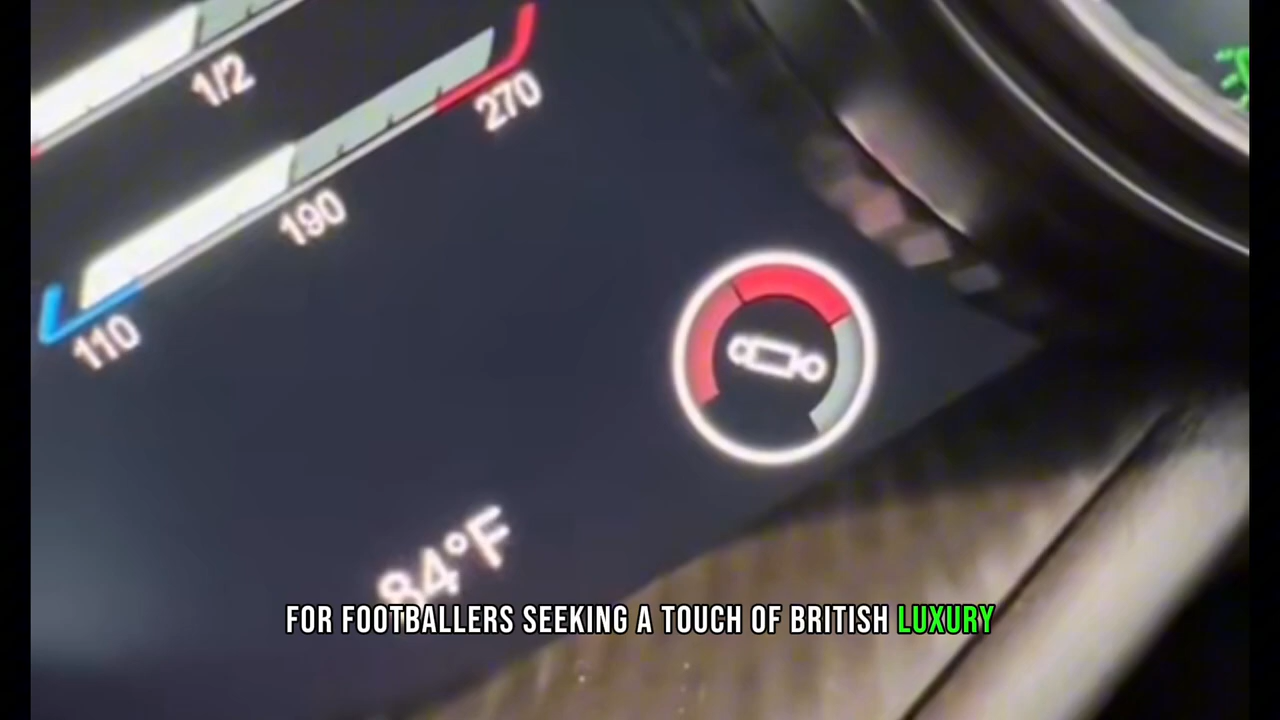 1/2
270
190
110
84°F
FOR FOOTBALLERS SEEKING A TOUCH OF BRITISH LUXURY